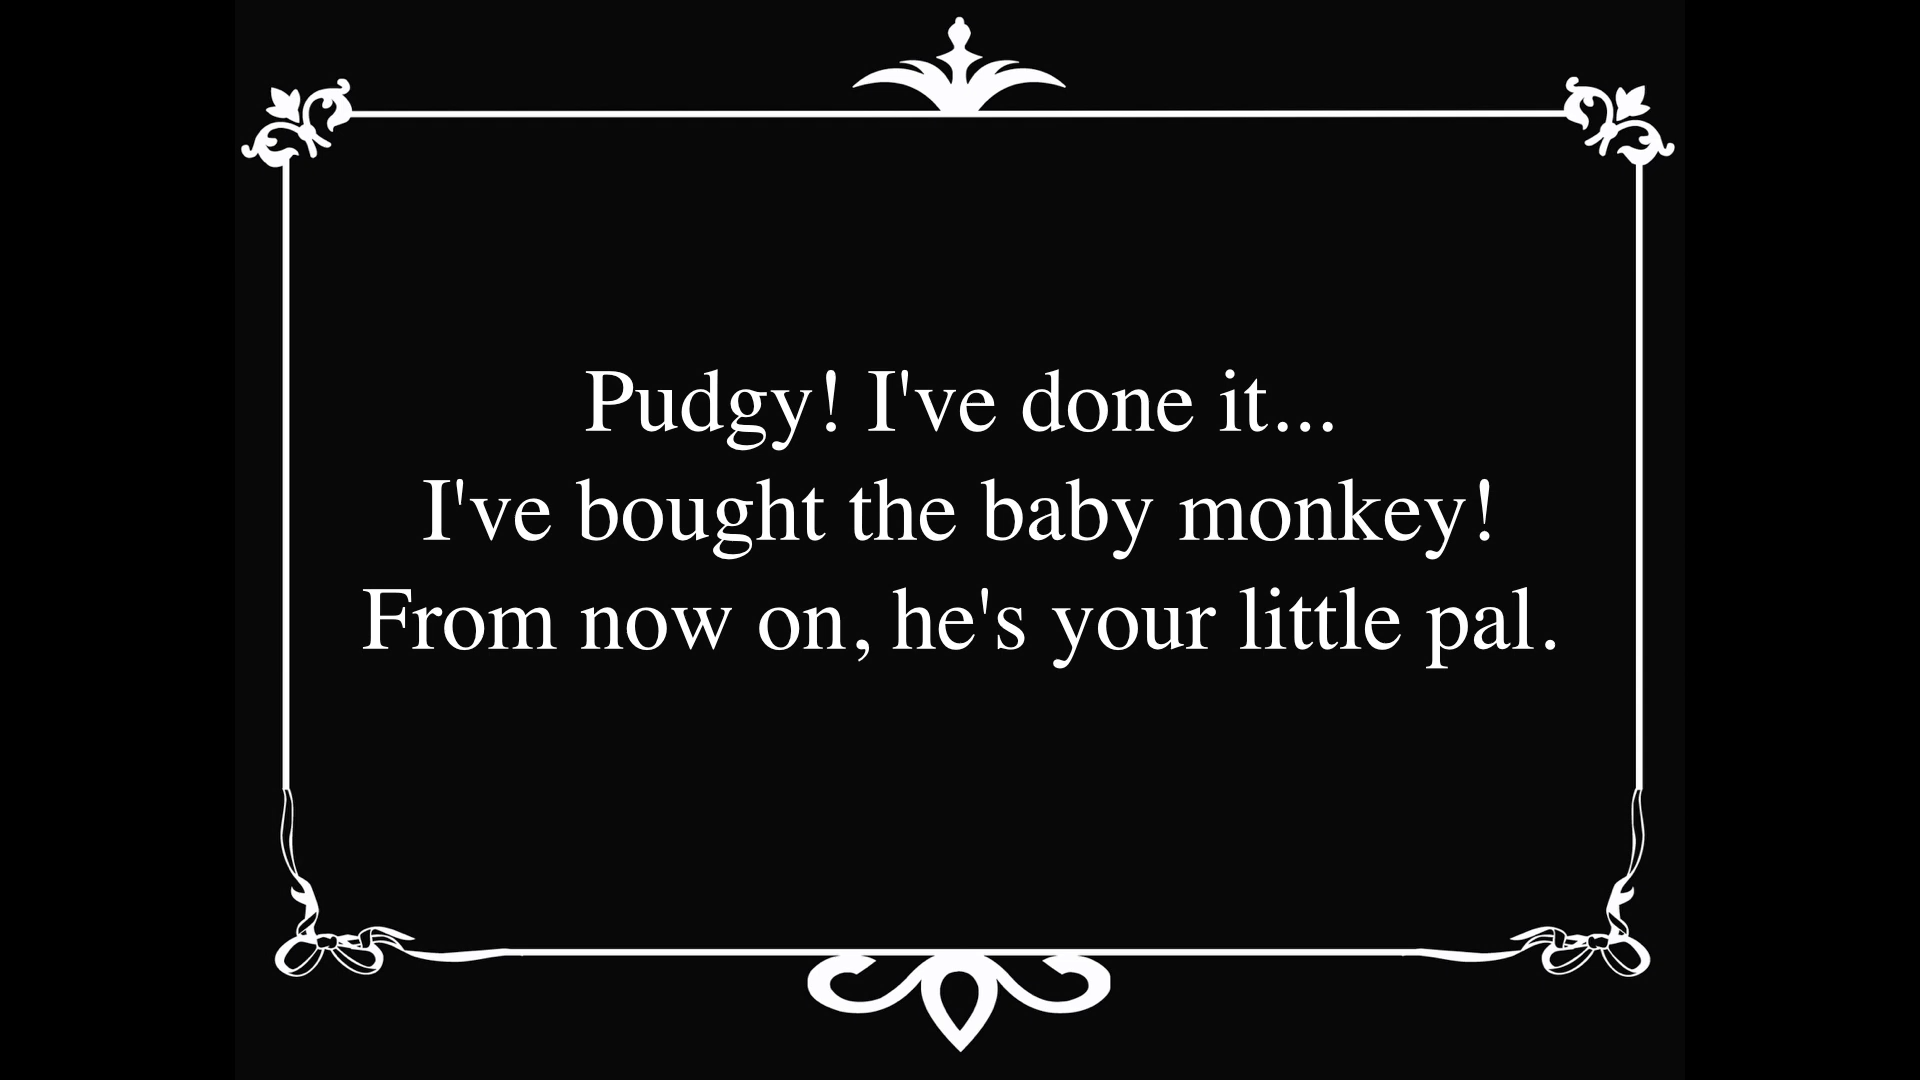 Pudgy! I've done it...
I've bought the baby monkey!
From now on, he's your little pal.